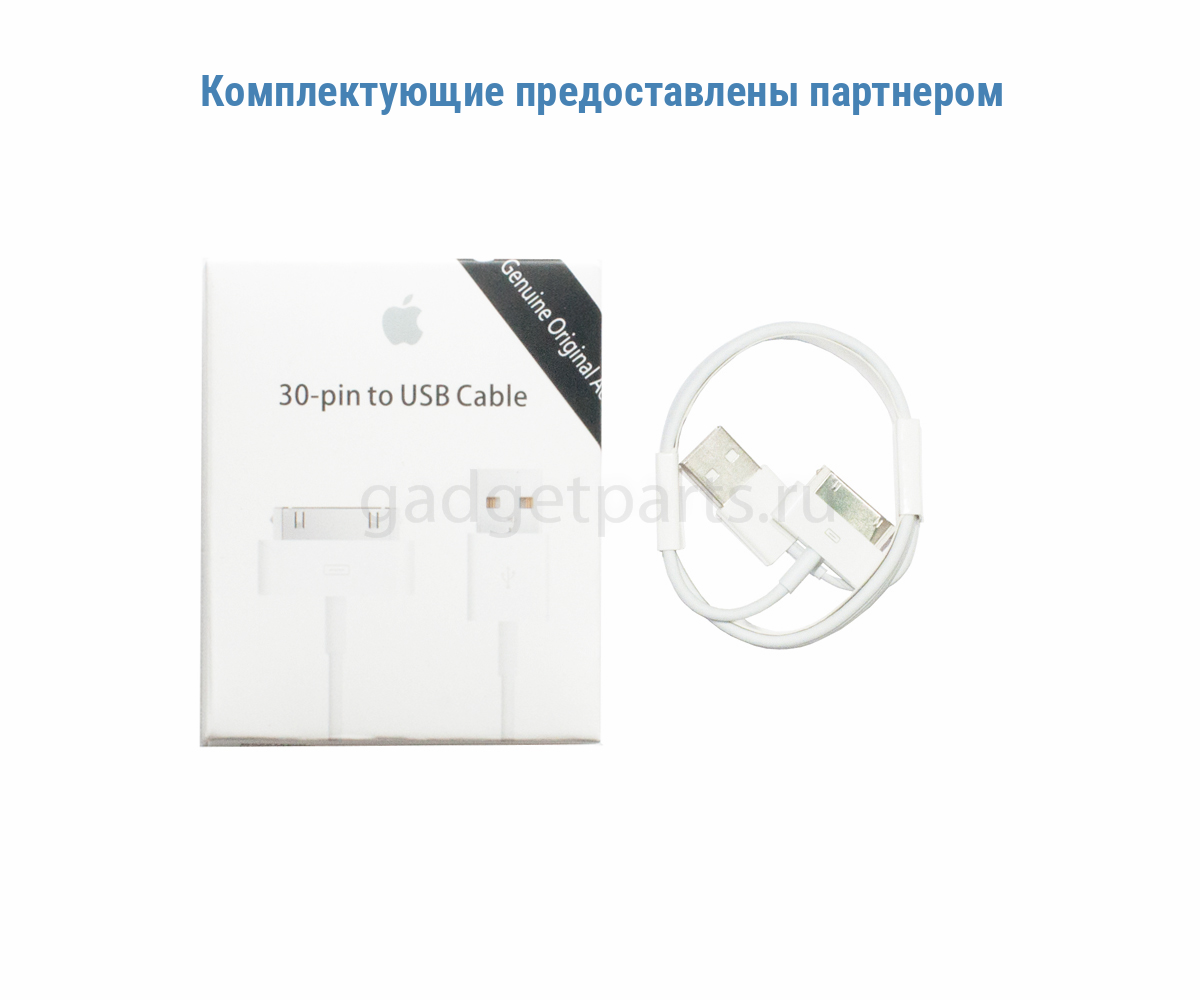 Комплектующие предоставлены партнером
Genuine Original
30-pin to USB Cable
gadgetparts.ru